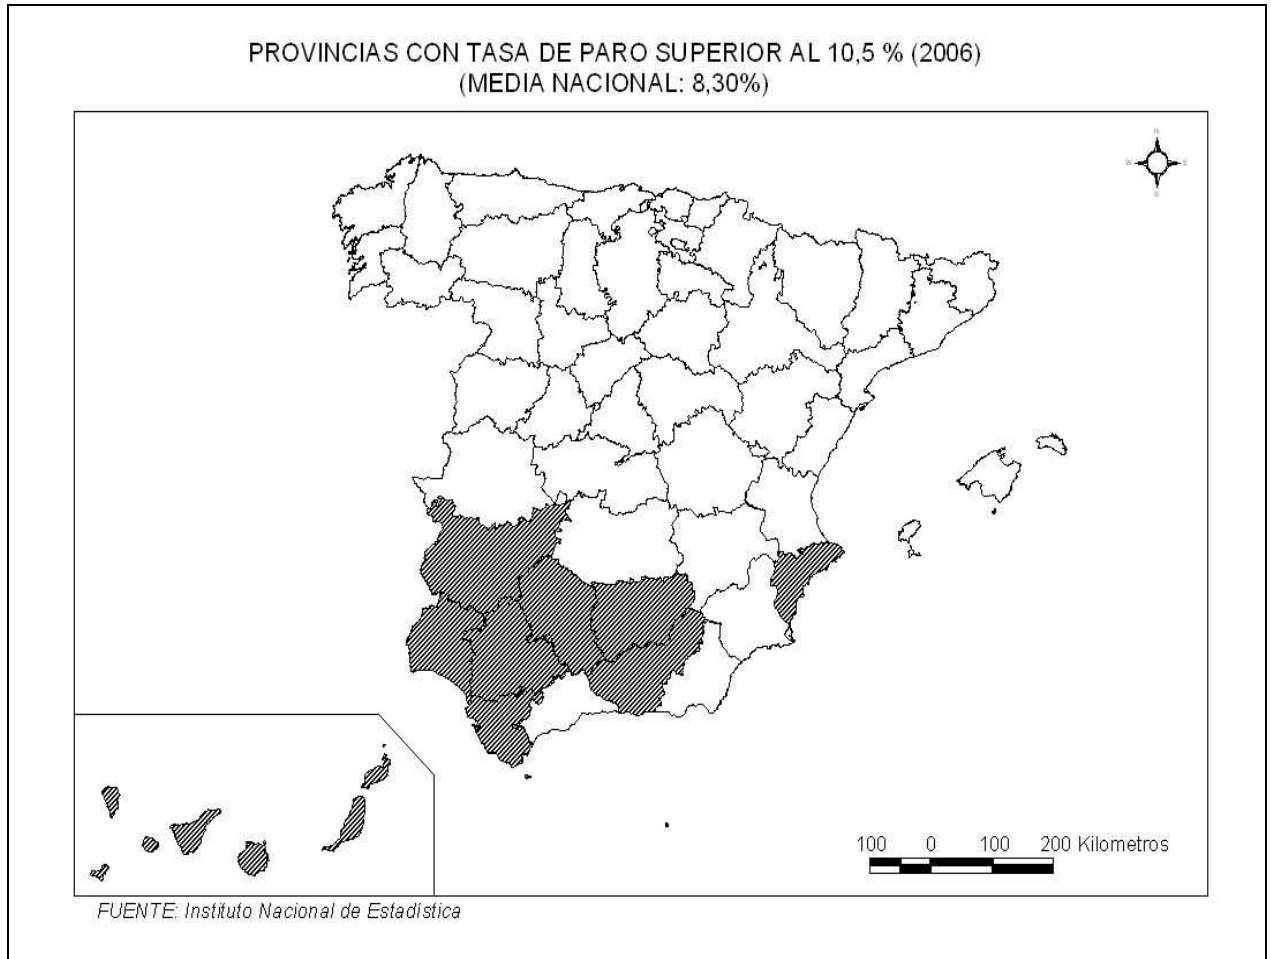 PROVINCIAS CON TASA DE PARO SUPERIOR AL 10,5 % (2006)
(MEDIA NACIONAL: 8,30%)
N
W E
S
100 0 100 200 Kilometros
FUENTE: Instituto Nacional de Estadística